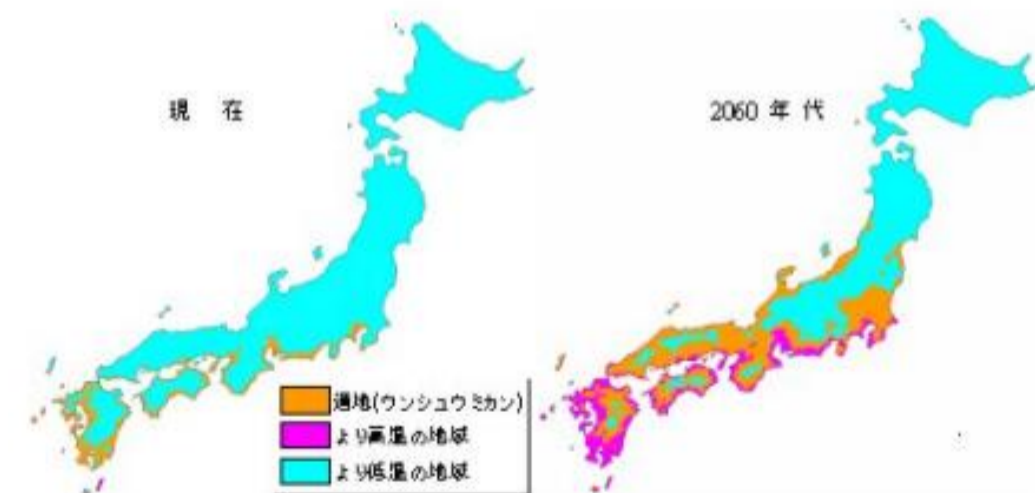 現 在
2060 年 代
適地(ウンシュウミカン)
より高温の地域
より低温の地域